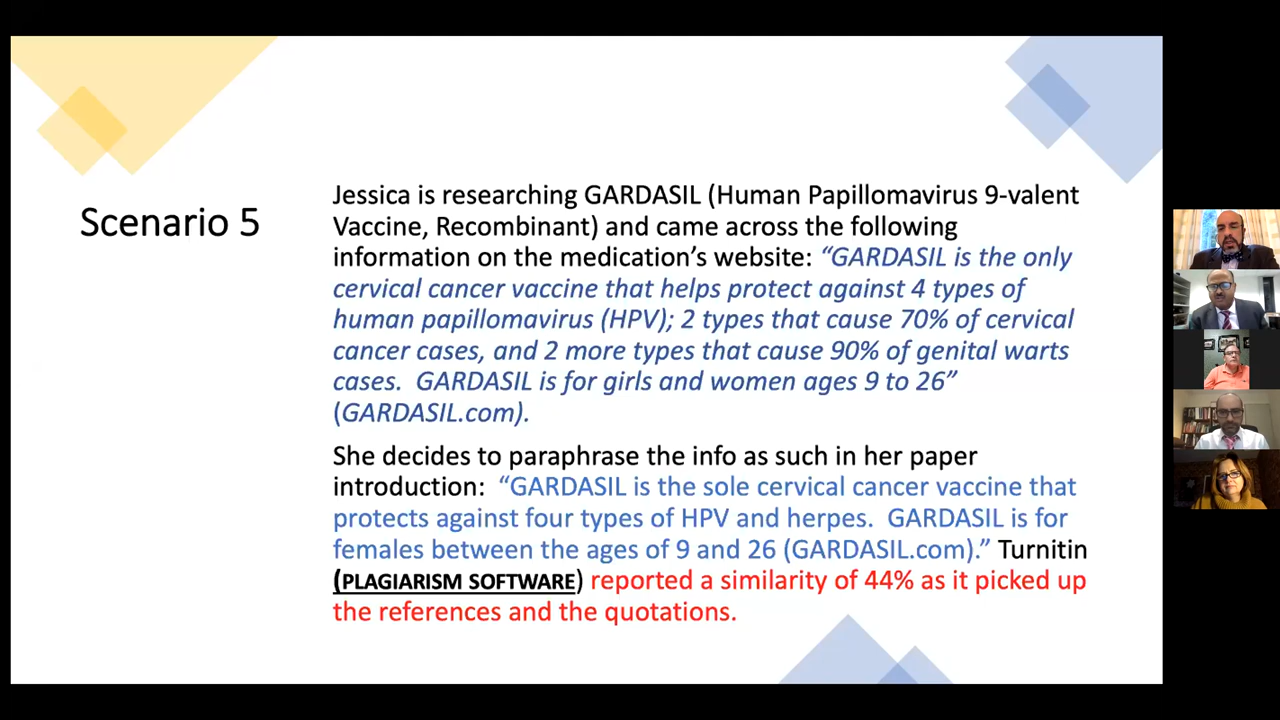 Scenario 5
Jessica is researching GARDASIL (Human Papillomavirus 9-valent
Vaccine, Recombinant) and came across the following
information on the medication’s website: “GARDASIL is the only
cervical cancer vaccine that helps protect against 4 types of
human papillomavirus (HPV); 2 types that cause 70% of cervical
cancer cases, and 2 more types that cause 90% of genital warts
cases.  GARDASIL is for girls and women ages 9 to 26”
(GARDASIL.com).
She decides to paraphrase the info as such in her paper
introduction:  “GARDASIL is the sole cervical cancer vaccine that
protects against four types of HPV and herpes.  GARDASIL is for
females between the ages of 9 and 26 (GARDASIL.com).” Turnitin
(PLAGIARISM SOFTWARE) reported a similarity of 44% as it picked up
the references and the quotations.